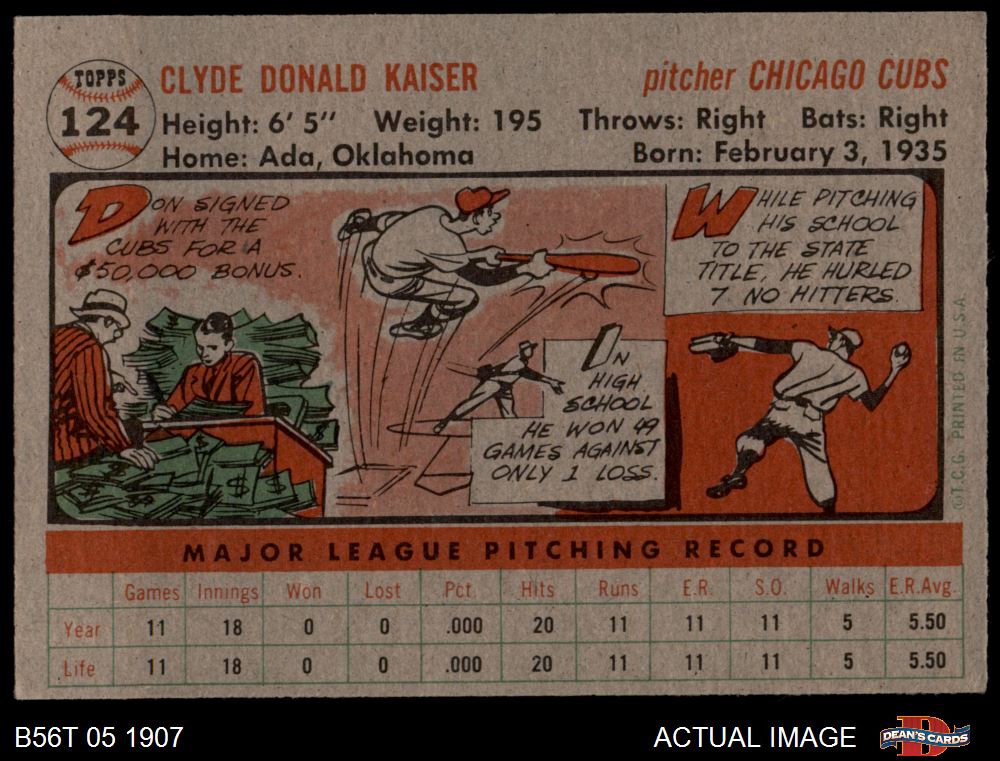 TOPPS
124
CLYDE DONALD KAISER
pitcher CHICAGO CUBS
Height: 6' 5" Weight: 195 Throws: Right Bats: Right
Home: Ada, Oklahoma Born: February 3, 1935
DON SIGNED
WITH THE
CUBS FOR A
$50,000 BONUS.
IN
HIGH
SCHOOL
HE WON 49
GAMES AGAINST
ONLY 1 LOSS.
WHILE PITCHING
HIS SCHOOL
TO THE STATE
TITLE, HE HURLED
7 NO HITTERS.
©T.C.G. PRINTED IN U.S.A.
MAJOR LEAGUE PITCHING RECORD
Games Innings Won Lost Pct. Hits Runs E.R. S.O. Walks E.R.Avg.
Year 11 18 0 0 .000 20 11 11 11 5 5.50
Life 11 18 0 0 .000 20 11 11 11 5 5.50
B56T 05 1907
ACTUAL IMAGE
DEAN'S CARDS